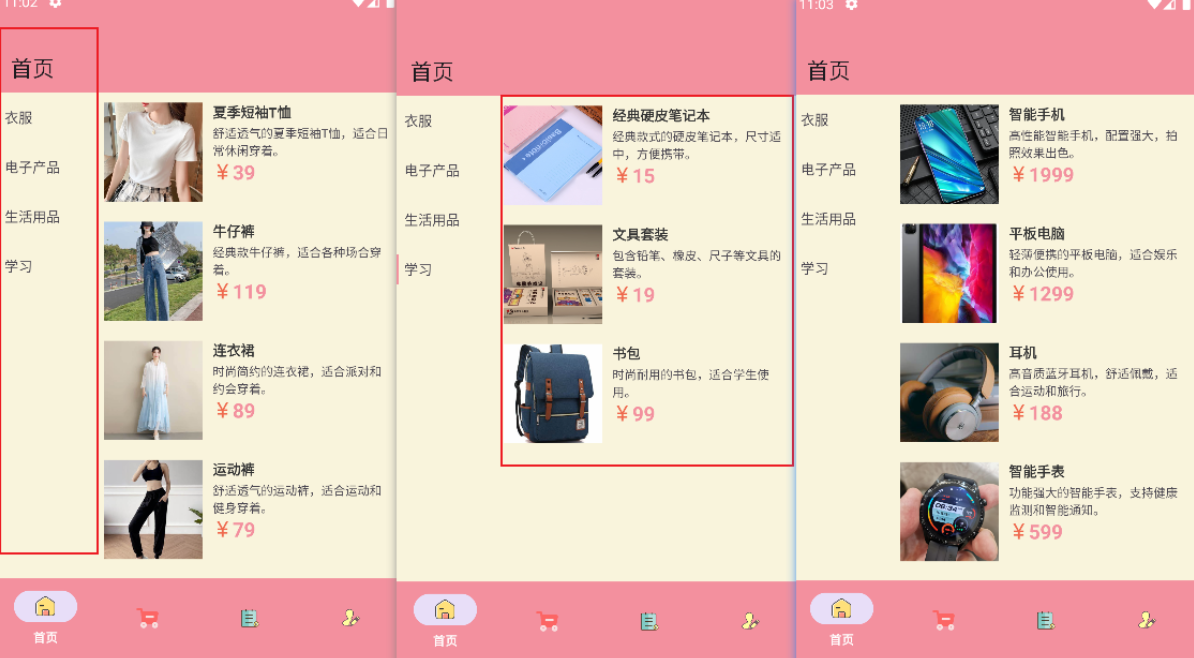 11:02
首页
衣服
电子产品
生活用品
学习
夏季短袖T恤
舒适透气的夏季短袖T恤，适合日
常休闲穿着。
￥39
牛仔裤
经典款牛仔裤，适合各种场合穿
着。
￥119
连衣裙
时尚简约的连衣裙，适合派对和
约会穿着。
￥89
运动裤
舒适透气的运动裤，适合运动和
健身穿着。
￥79
首页
首页
衣服
电子产品
生活用品
学习
经典硬皮笔记本
经典款式的硬皮笔记本，尺寸适
中，方便携带。
￥15
文具套装
包含铅笔、橡皮、尺子等文具的
套装。
￥19
书包
时尚耐用的书包，适合学生使
用。
￥99
首页
11:03
首页
衣服
电子产品
生活用品
学习
智能手机
高性能智能手机，配置强大，拍
照效果出色。
￥1999
平板电脑
轻薄便携的平板电脑，适合娱乐
和办公使用。
￥1299
耳机
高音质蓝牙耳机，舒适佩戴，适
合运动和旅行。
￥188
智能手表
功能强大的智能手表，支持健康
监测和智能通知。
￥599
首页